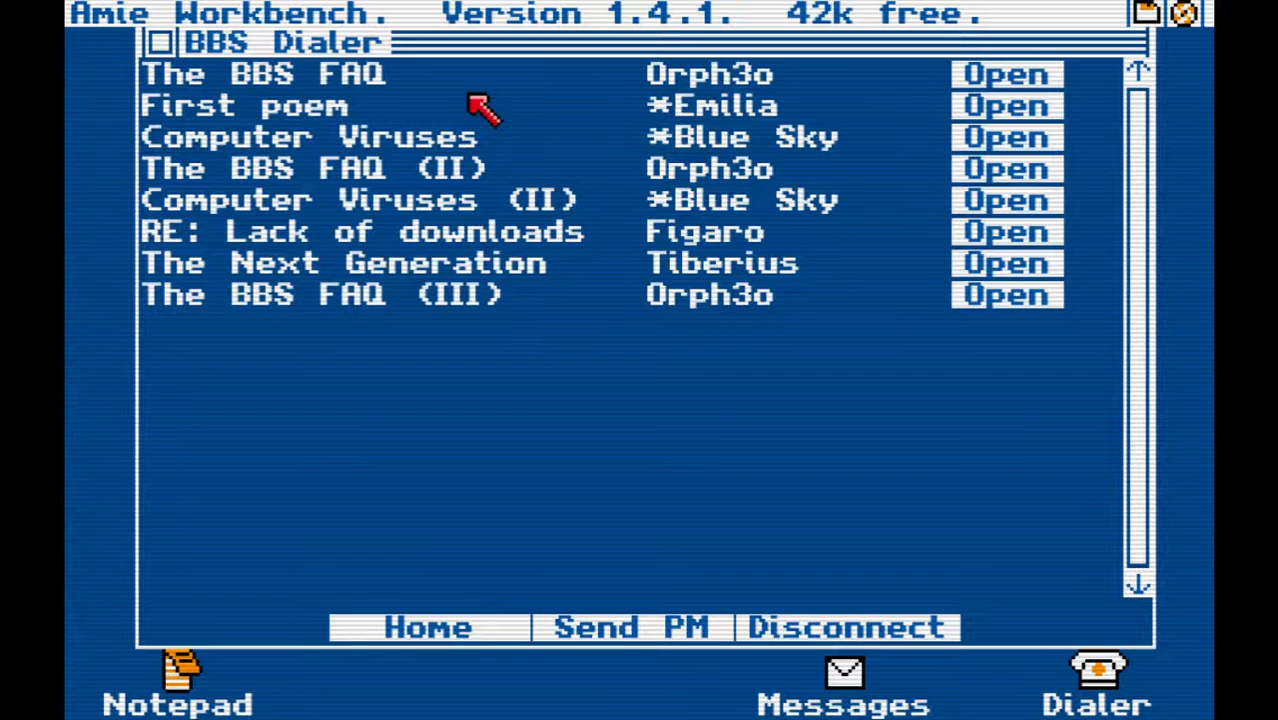 Amie Workbench. Version 1.4.1. 42k free.
BBS Dialer
The BBS FAQ Orph3o Open
First poem *Emilia Open
Computer Viruses *Blue Sky Open
The BBS FAQ (II) Orph3o Open
Computer Viruses (II) *Blue Sky Open
RE: Lack of downloads Figaro Open
The Next Generation Tiberius Open
The BBS FAQ (III) Orph3o Open
Home Send PM Disconnect
Notepad Messages Dialer